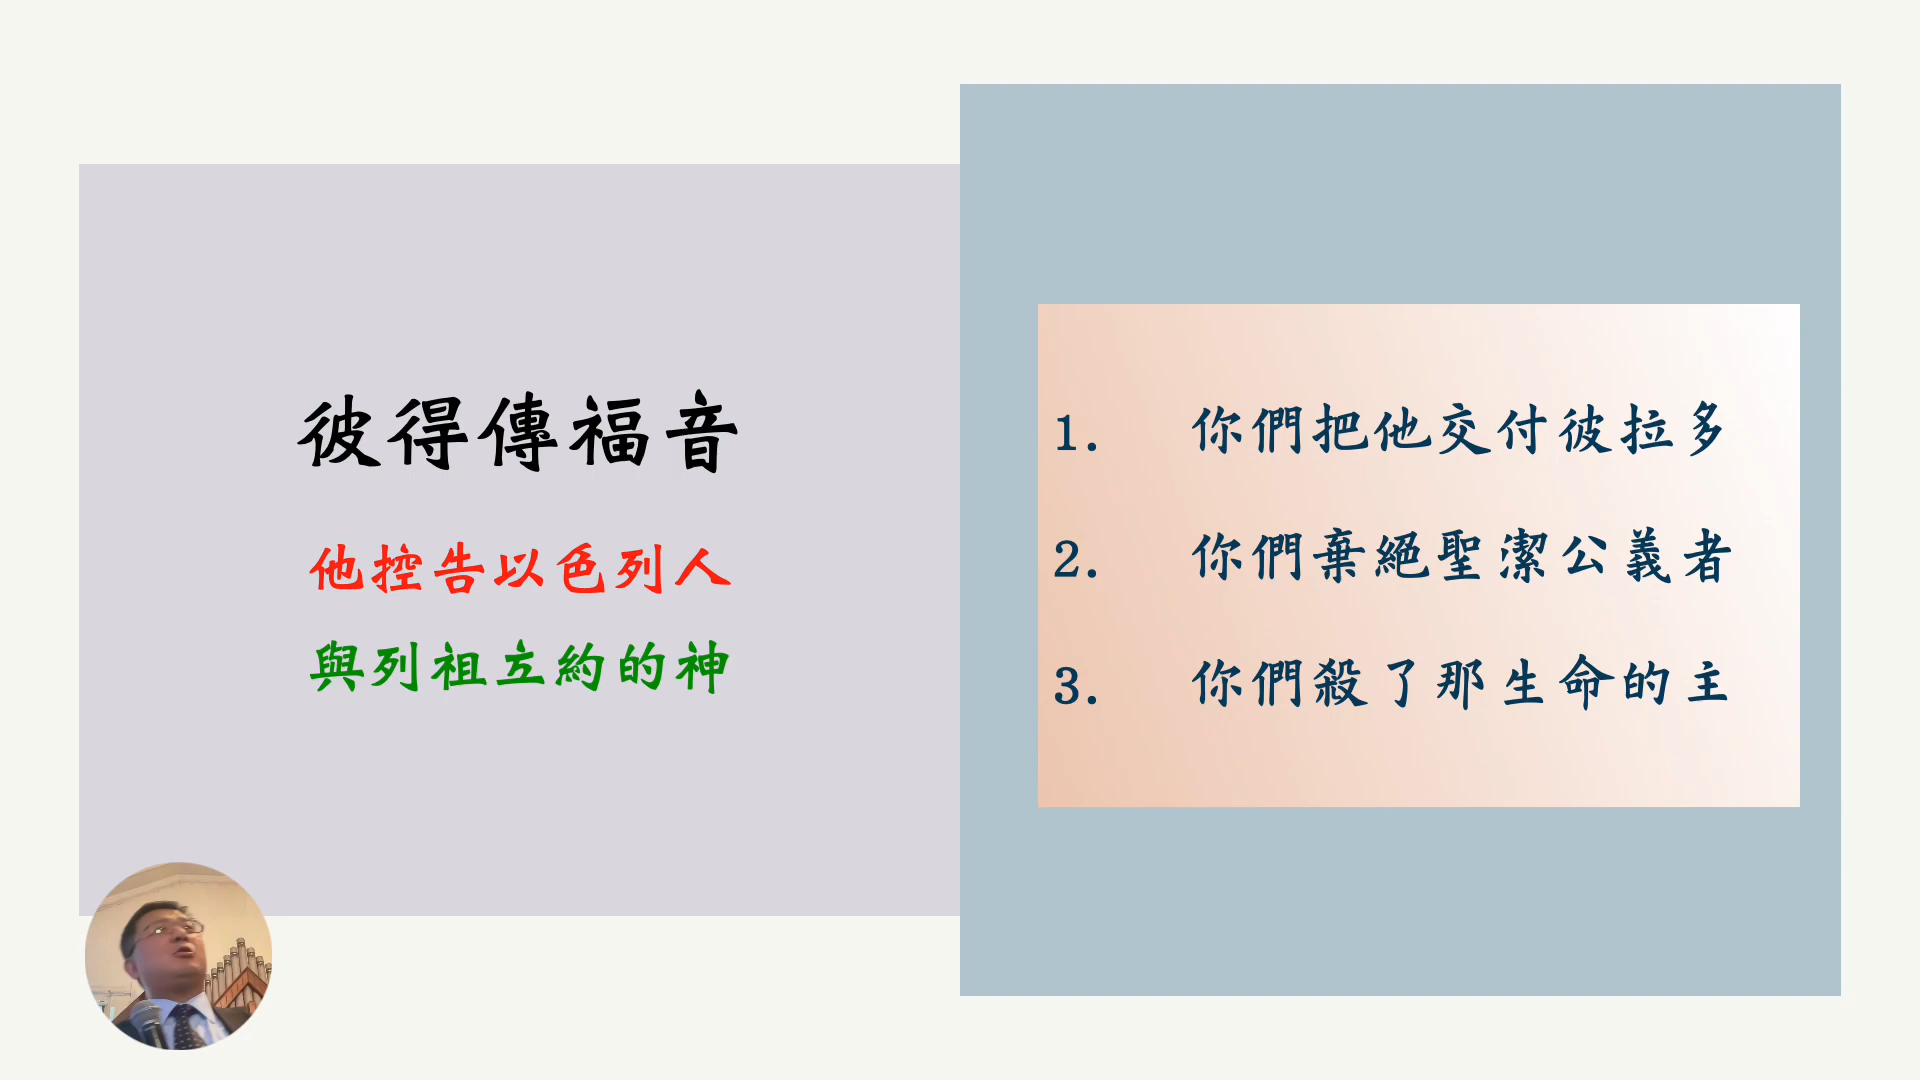 彼得傳福音
他控告以色列人
與列祖立約的神
1. 你們把他交付彼拉多
2. 你們棄絕聖潔公義者
3. 你們殺了那生命的主